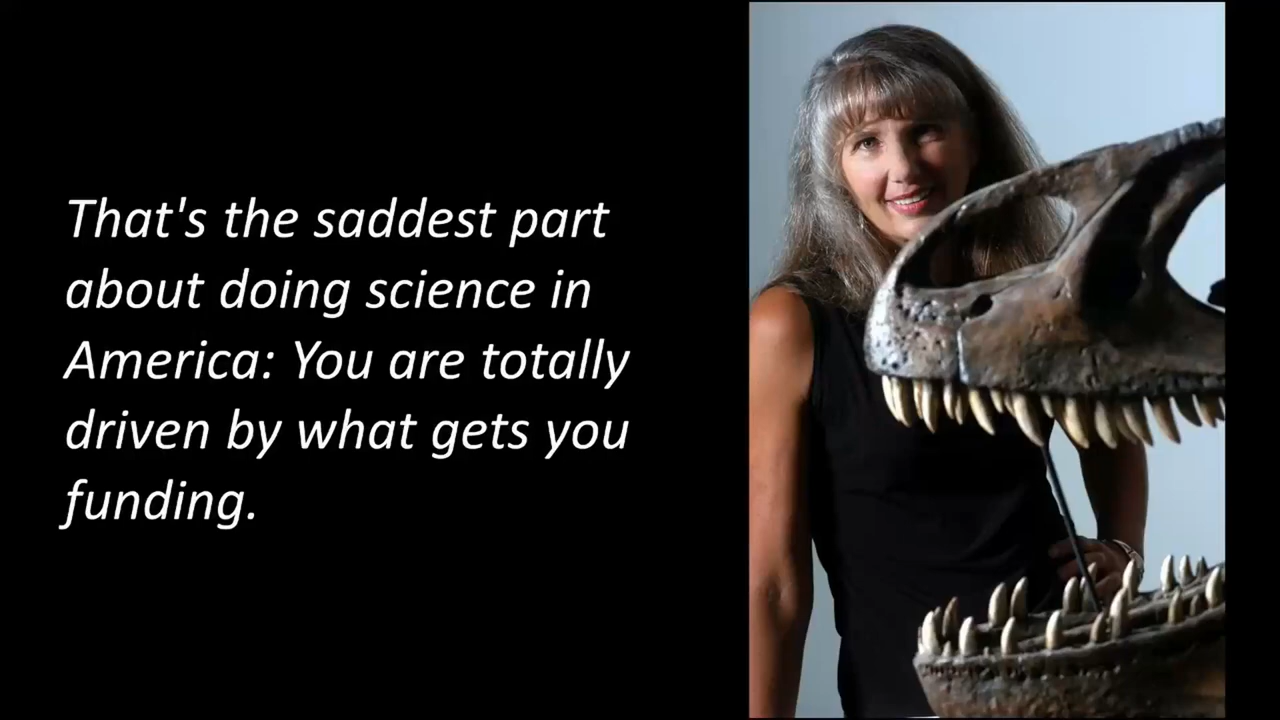 That's the saddest part
about doing science in
America: You are totally
driven by what gets you
funding.